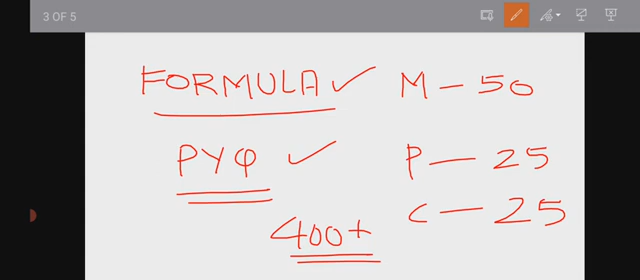 3 OF 5
FORMULA ✓ M - 50
PYQ ✓ P - 25
C - 25
400+